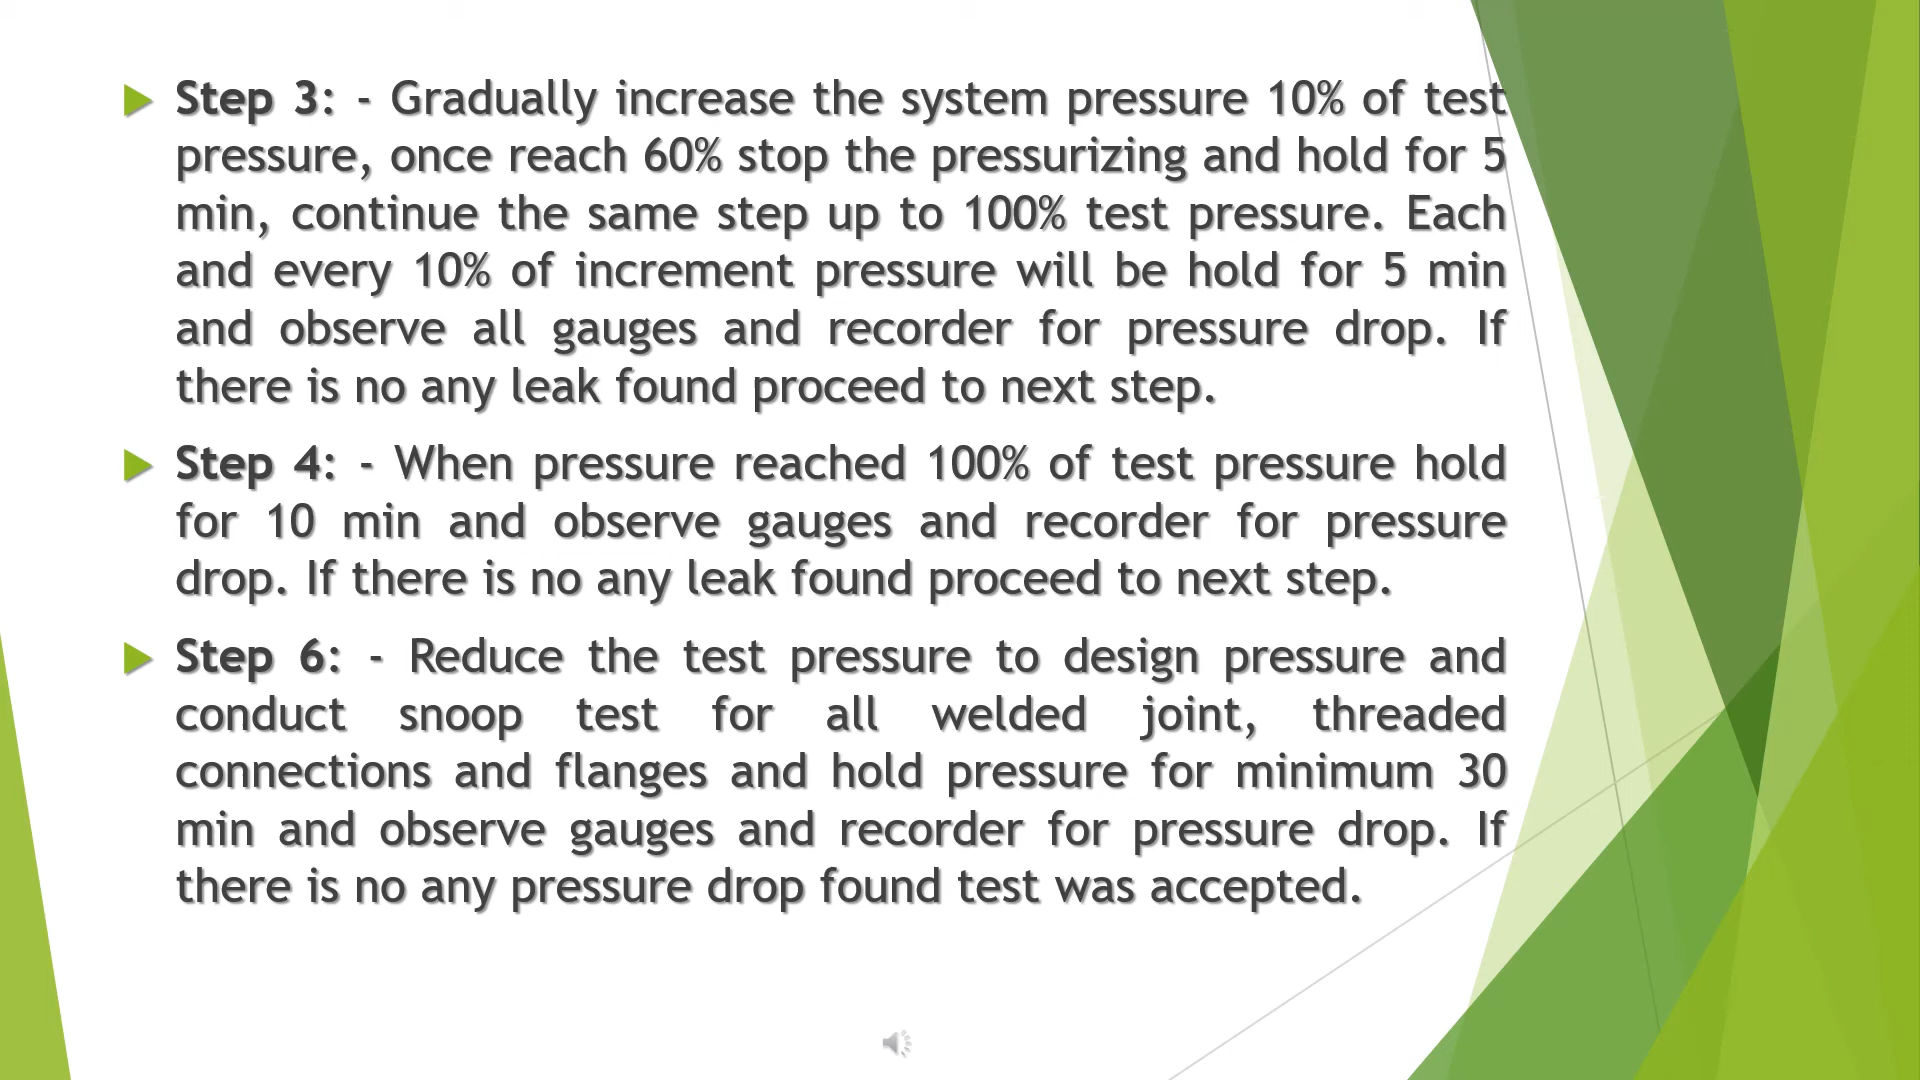 Step 3: - Gradually increase the system pressure 10% of test
pressure, once reach 60% stop the pressurizing and hold for 5
min, continue the same step up to 100% test pressure. Each
and every 10% of increment pressure will be hold for 5 min
and observe all gauges and recorder for pressure drop. If
there is no any leak found proceed to next step.
Step 4: - When pressure reached 100% of test pressure hold
for 10 min and observe gauges and recorder for pressure
drop. If there is no any leak found proceed to next step.
Step 6: - Reduce the test pressure to design pressure and
conduct snoop test for all welded joint, threaded
connections and flanges and hold pressure for minimum 30
min and observe gauges and recorder for pressure drop. If
there is no any pressure drop found test was accepted.